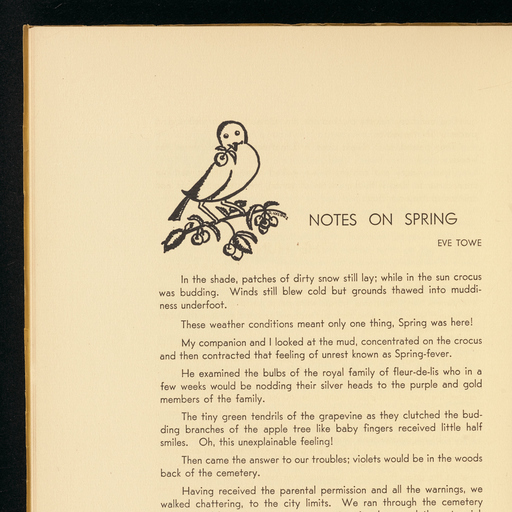 NOTES ON SPRING
EVE TOWE
In the shade, patches of dirty snow still lay; while in the sun crocus
was budding. Winds still blew cold but grounds thawed into muddi-
ness underfoot.
These weather conditions meant only one thing, Spring was here!
My companion and I looked at the mud, concentrated on the crocus
and then contracted that feeling of unrest known as Spring-fever.
He examined the bulbs of the royal family of fleur-de-lis who in a
few weeks would be nodding their silver heads to the purple and gold
members of the family.
The tiny green tendrils of the grapevine as they clutched the bud-
ding branches of the apple tree like baby fingers received little half
smiles. Oh, this unexplainable feeling!
Then came the answer to our troubles; violets would be in the woods
back of the cemetery.
Having received the parental permission and all the warnings, we
walked chattering, to the city limits. We ran through the cemetery